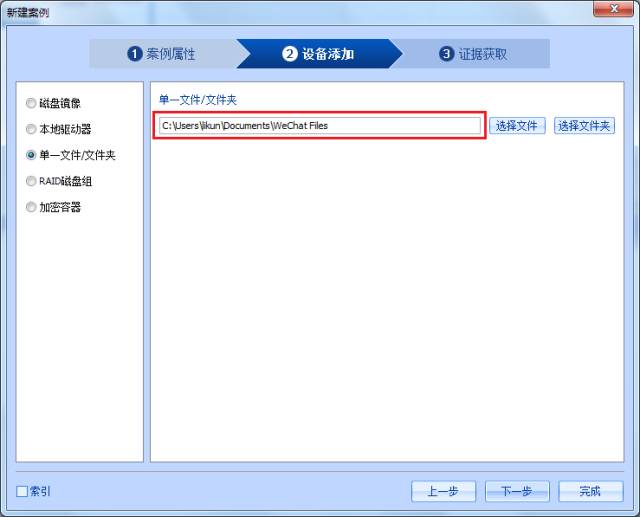 新建案例
1 案例属性
2 设备添加
3 证据获取
磁盘镜像
本地驱动器
单一文件/文件夹
RAID磁盘组
加密容器
单一文件/文件夹
C:\Users\likun\Documents\WeChat Files
选择文件
选择文件夹
索引
上一步
下一步
完成